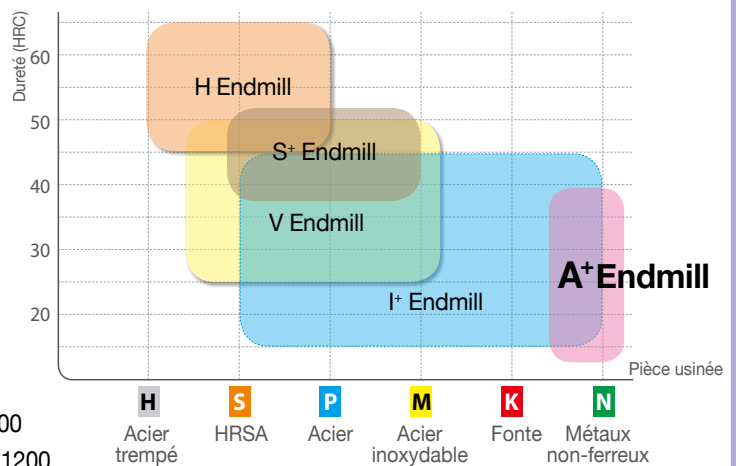 Dureté (HRC)
60
50
40
30
20
H Endmill
S⁺ Endmill
V Endmill
I⁺ Endmill
A⁺ Endmill
Pièce usinée
H
S
P
M
K
N
Acier
trempé
HRSA
Acier
Acier
inoxydable
Fonte
Métaux
non-ferreux
00
1200